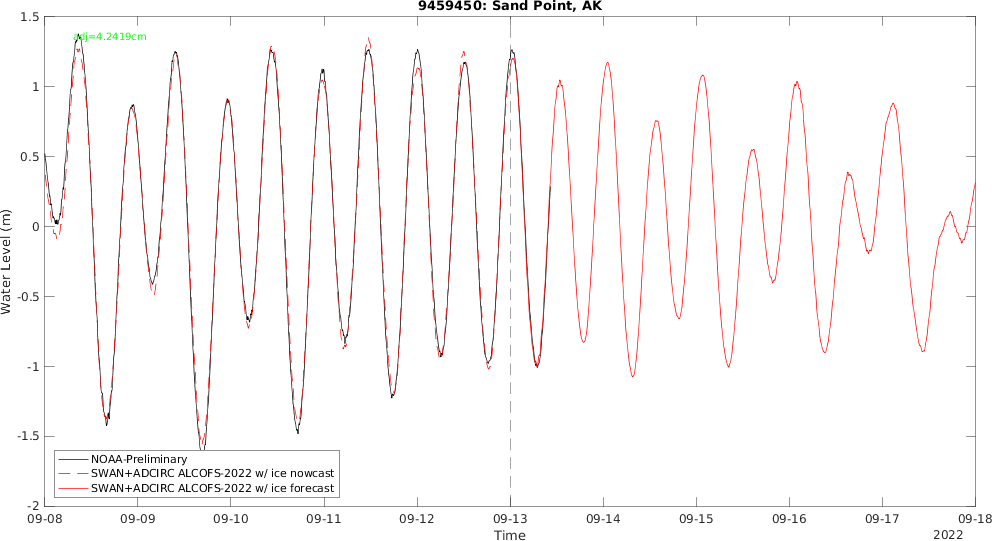 9459450: Sand Point, AK
adj=4.2419cm
1.5
1
0.5
0
-0.5
-1
-1.5
-2
Water Level (m)
NOAA-Preliminary
SWAN+ADCIRC ALCOFS-2022 w/ ice nowcast
SWAN+ADCIRC ALCOFS-2022 w/ ice forecast
09-08 09-09 09-10 09-11 09-12 09-13 09-14 09-15 09-16 09-17 09-18
Time
2022